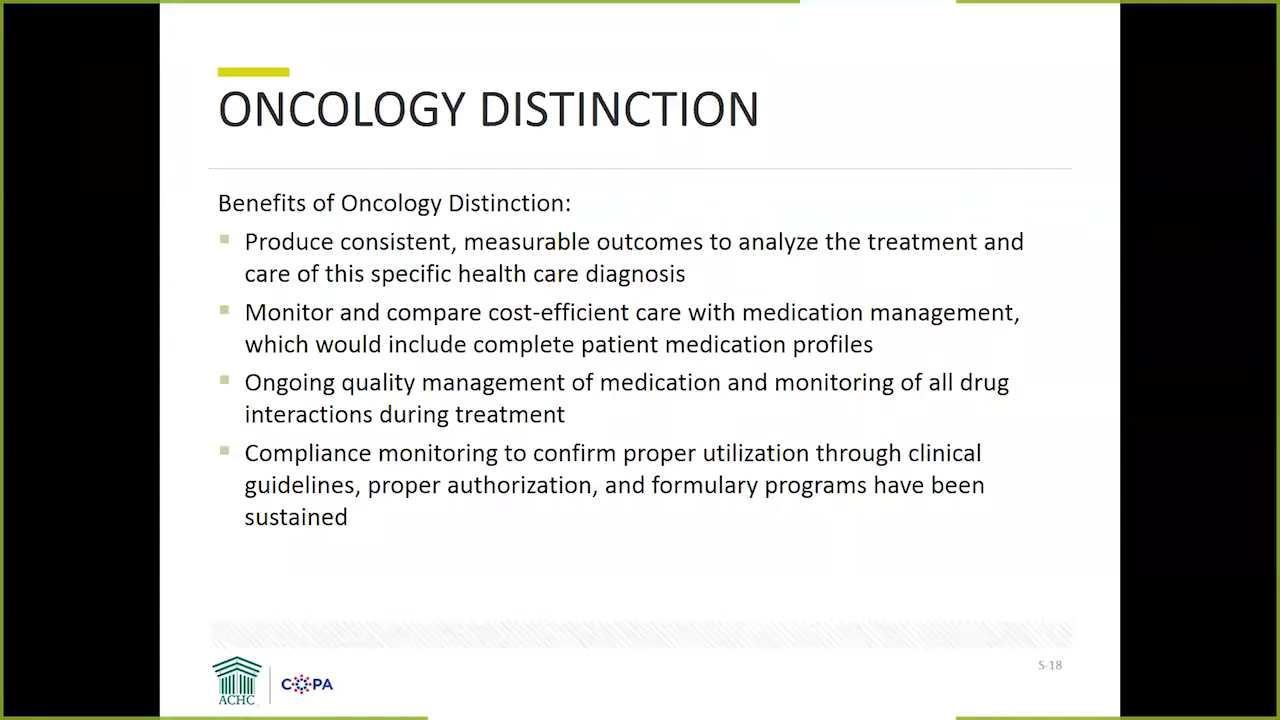 ONCOLOGY DISTINCTION
Benefits of Oncology Distinction:
Produce consistent, measurable outcomes to analyze the treatment and
care of this specific health care diagnosis
Monitor and compare cost-efficient care with medication management,
which would include complete patient medication profiles
Ongoing quality management of medication and monitoring of all drug
interactions during treatment
Compliance monitoring to confirm proper utilization through clinical
guidelines, proper authorization, and formulary programs have been
sustained
S-18
ACHC
COPA